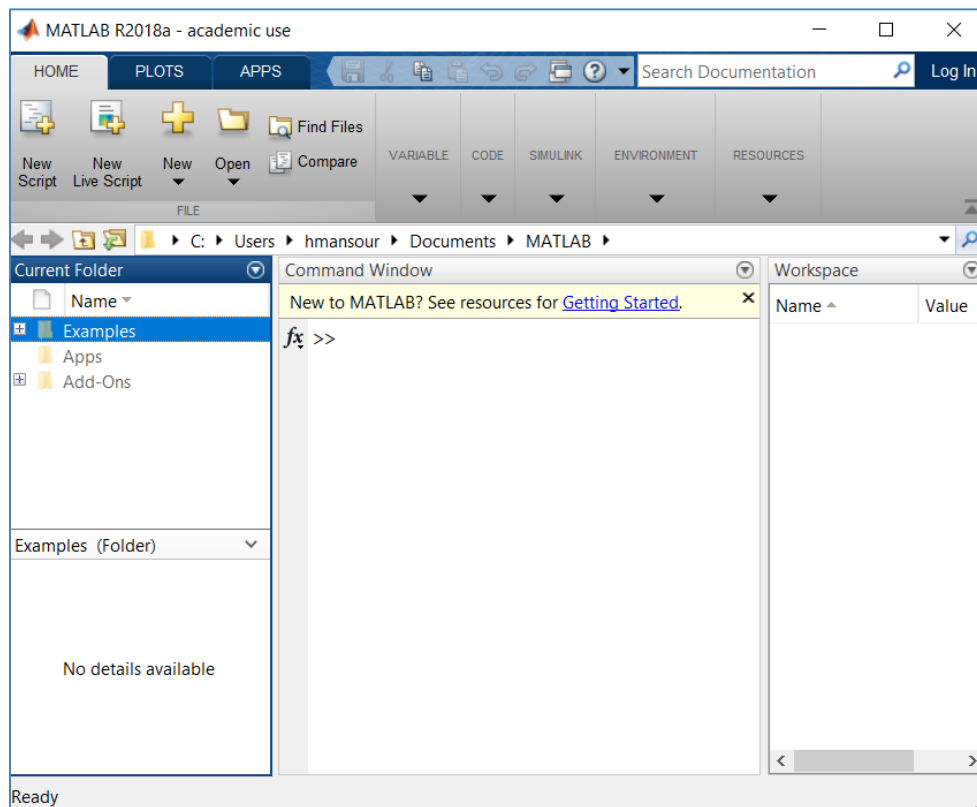 MATLAB R2018a - academic use
HOME PLOTS APPS Search Documentation Log In
New Script
New Live Script
New
Open
Find Files
Compare
FILE
VARIABLE CODE SIMULINK ENVIRONMENT RESOURCES
C: Users hmansour Documents MATLAB
Current Folder
Name
Examples
Apps
Add-Ons
Examples (Folder)
No details available
Command Window
New to MATLAB? See resources for Getting Started.
fx >>
Workspace
Name Value
Ready